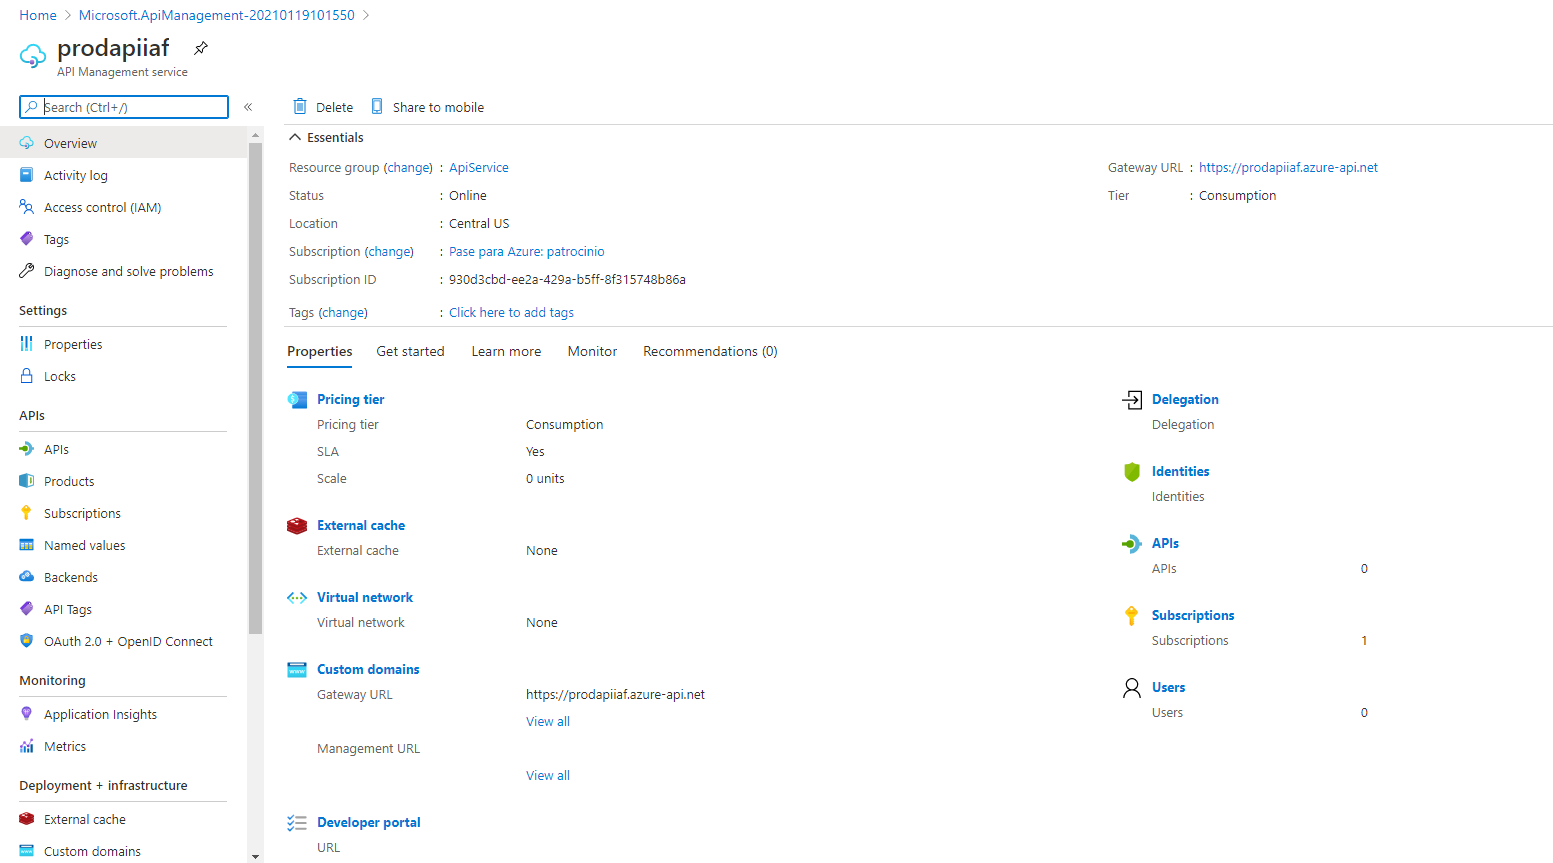 Home > Microsoft.ApiManagement-20210119101550 >
prodapiiaf
API Management service
Search (Ctrl+/)
«
Overview
Activity log
Access control (IAM)
Tags
Diagnose and solve problems
Settings
Properties
Locks
APIs
APIs
Products
Subscriptions
Named values
Backends
API Tags
OAuth 2.0 + OpenID Connect
Monitoring
Application Insights
Metrics
Deployment + infrastructure
External cache
Custom domains
Delete Share to mobile
Essentials
Resource group (change) : ApiService
Status : Online
Location : Central US
Subscription (change) : Pase para Azure: patrocinio
Subscription ID : 930d3cbd-ee2a-429a-b5ff-8f315748b86a
Tags (change) : Click here to add tags
Gateway URL : https://prodapiiaf.azure-api.net
Tier : Consumption
Properties Get started Learn more Monitor Recommendations (0)
Pricing tier
Pricing tier Consumption
SLA Yes
Scale 0 units
External cache
External cache None
Virtual network
Virtual network None
Custom domains
Gateway URL https://prodapiiaf.azure-api.net
View all
Management URL
View all
Developer portal
URL
Delegation
Delegation
Identities
Identities
APIs
APIs 0
Subscriptions
Subscriptions 1
Users
Users 0